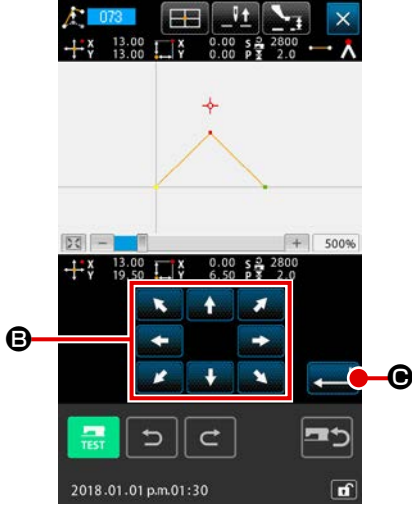 073
X 13.00 X 0.00 S 2800
Y 13.00 Y 0.00 P 2.0
− + 500%
X 13.00 X 0.00 S 2800
Y 19.50 Y 6.50 P 2.0
B
C
TEST
2018.01.01 p.m.01:30